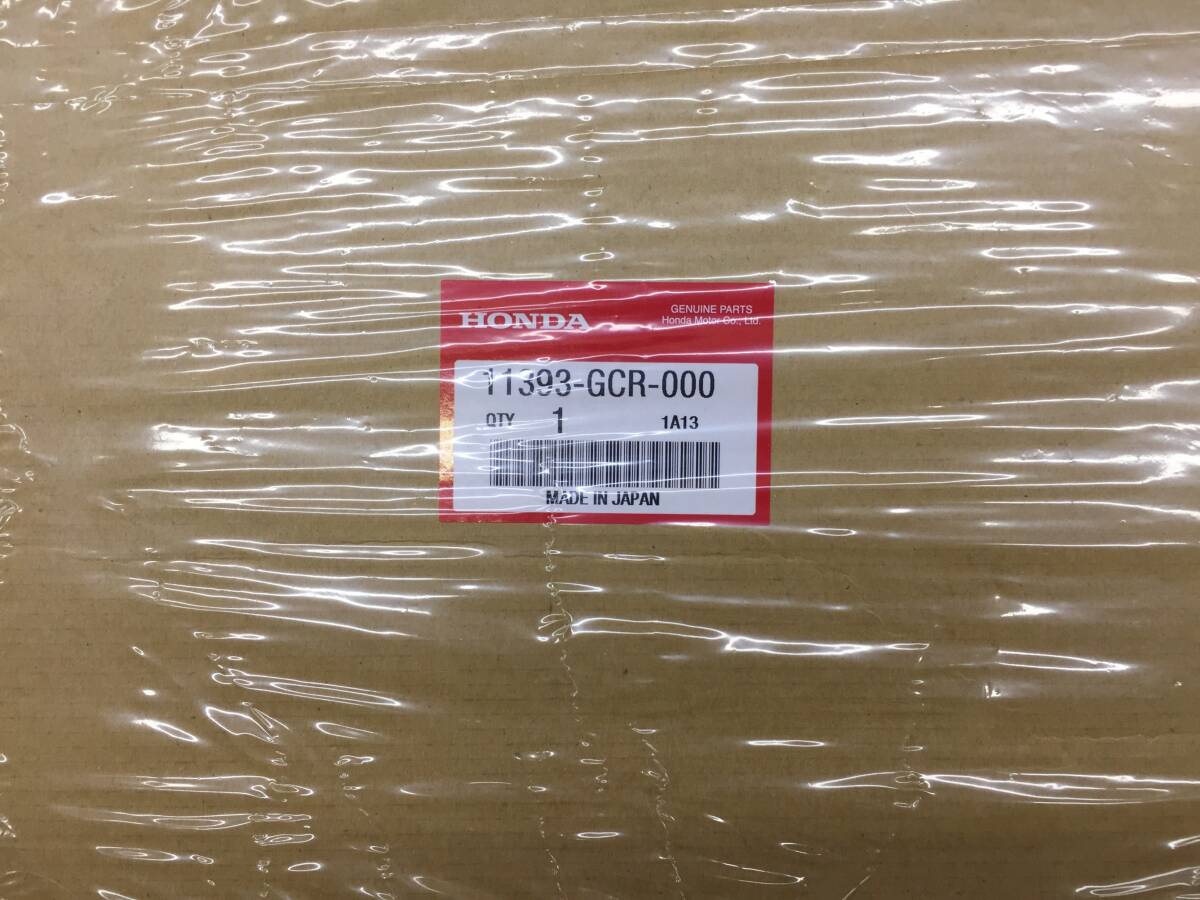 HONDA
GENUINE PARTS
Honda Motor Co., Ltd.
11393-GCR-000
QTY 1 1A13
MADE IN JAPAN